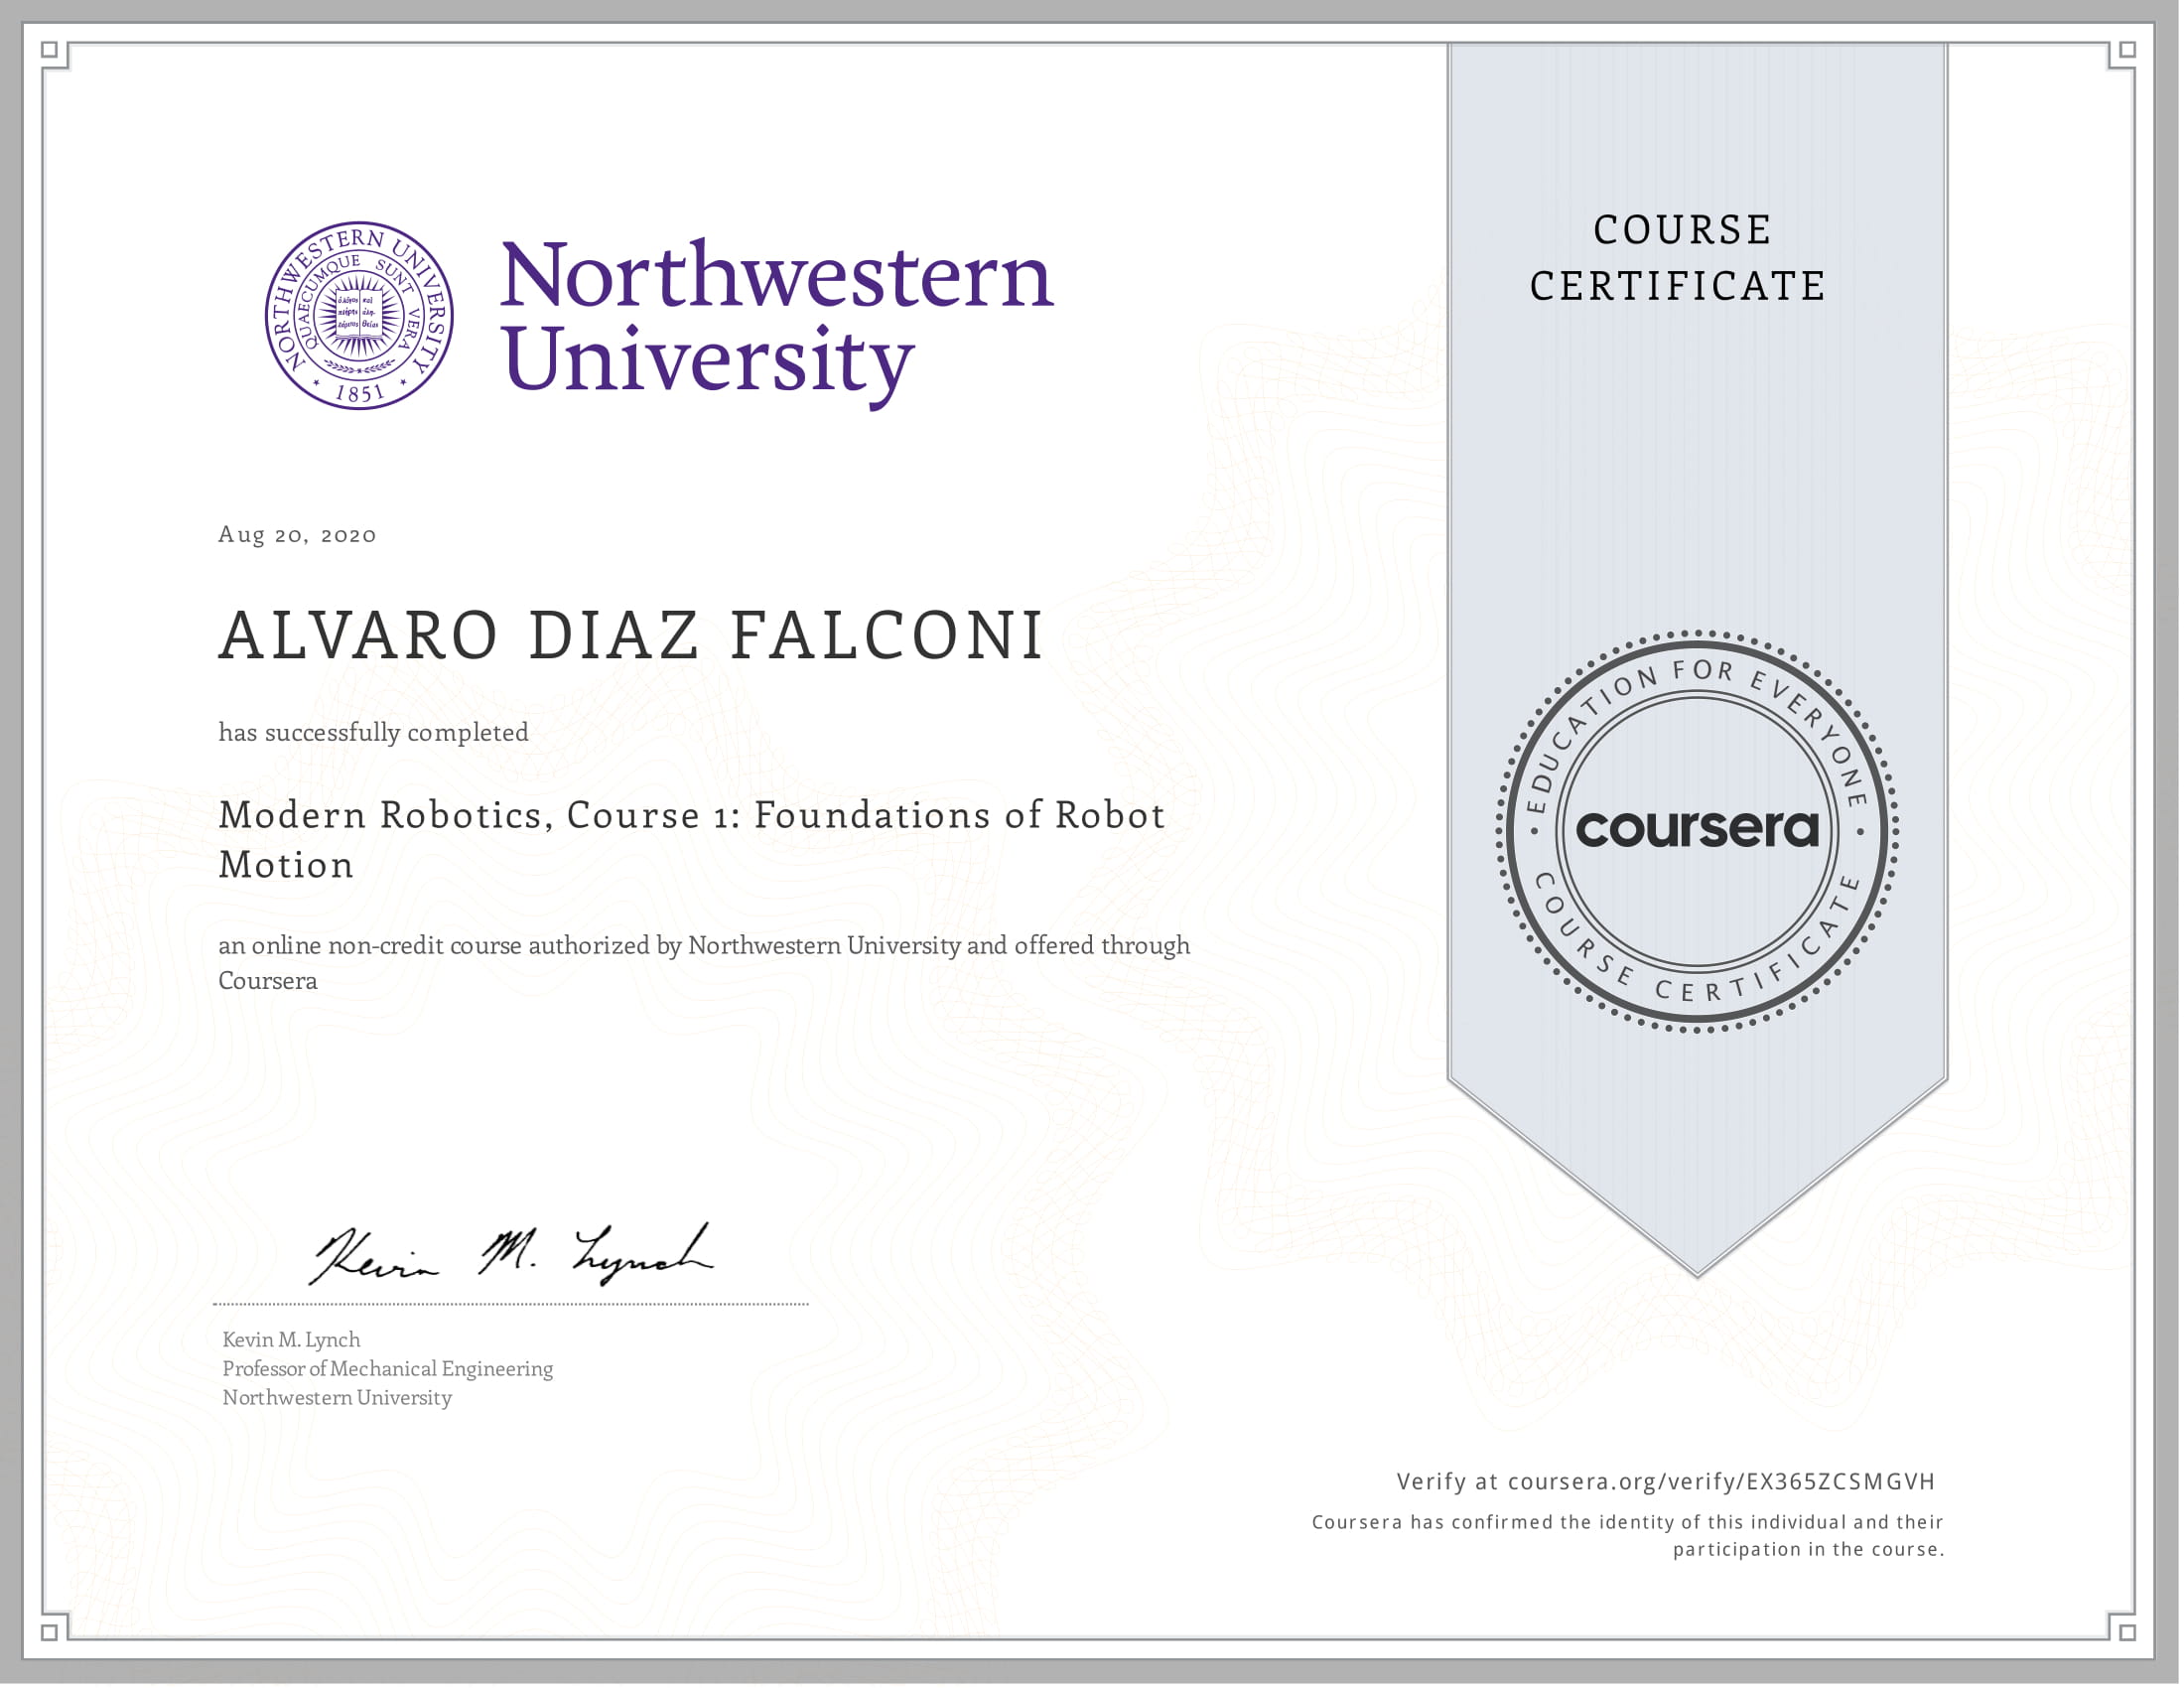 NORTHWESTERN UNIVERSITY
QUAECUMQUE SUNT VERA
1851
Northwestern
University
COURSE
CERTIFICATE
Aug 20, 2020
ALVARO DIAZ FALCONI
has successfully completed
Modern Robotics, Course 1: Foundations of Robot
Motion
an online non-credit course authorized by Northwestern University and offered through
Coursera
EDUCATION FOR EVERYONE
coursera
COURSE CERTIFICATE
Kevin M. Lynch
Kevin M. Lynch
Professor of Mechanical Engineering
Northwestern University
Verify at coursera.org/verify/EX365ZCSMGVH
Coursera has confirmed the identity of this individual and their
participation in the course.